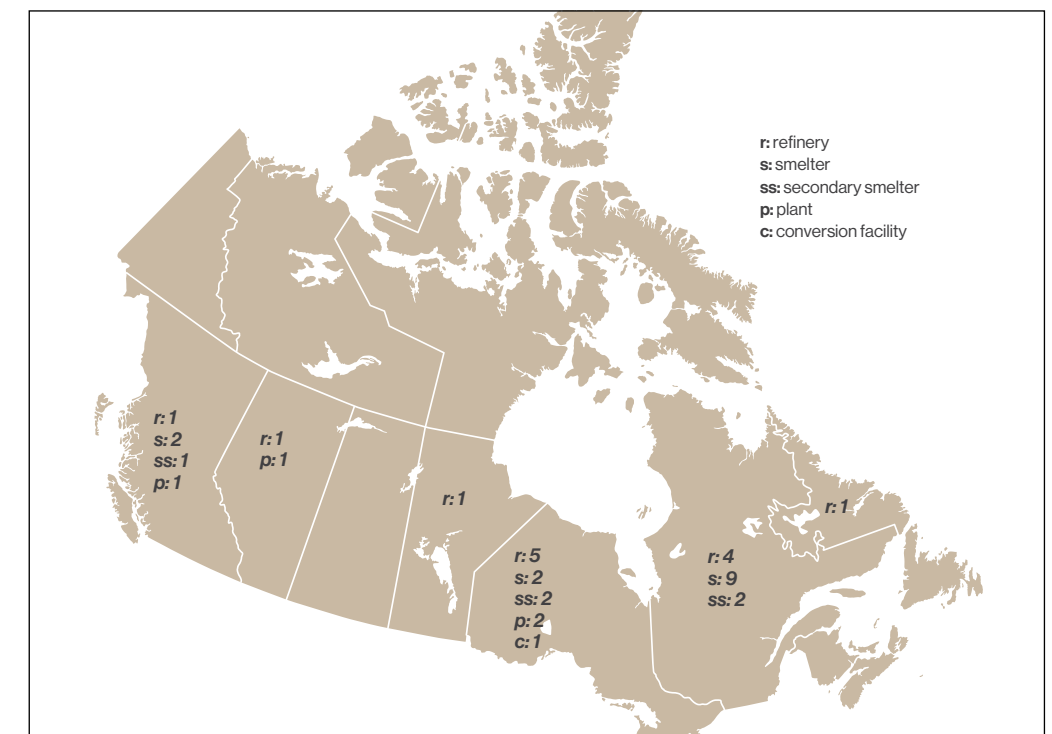 r: refinery
s: smelter
ss: secondary smelter
p: plant
c: conversion facility
r: 1
s: 2
ss: 1
p: 1
r: 1
p: 1
r: 1
r: 5
s: 2
ss: 2
p: 2
c: 1
r: 4
s: 9
ss: 2
r: 1